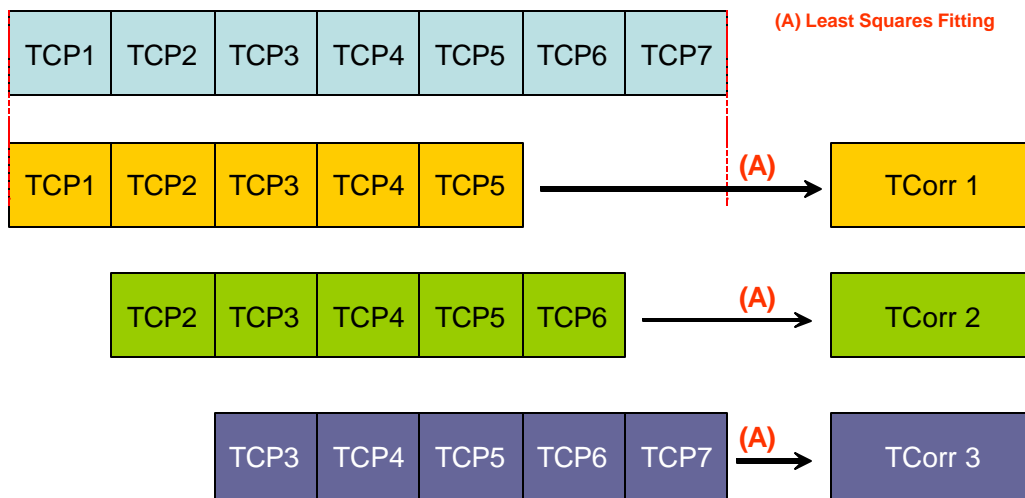 (A) Least Squares Fitting
TCP1 TCP2 TCP3 TCP4 TCP5 TCP6 TCP7
TCP1 TCP2 TCP3 TCP4 TCP5 (A) TCorr 1
TCP2 TCP3 TCP4 TCP5 TCP6 (A) TCorr 2
TCP3 TCP4 TCP5 TCP6 TCP7 (A) TCorr 3